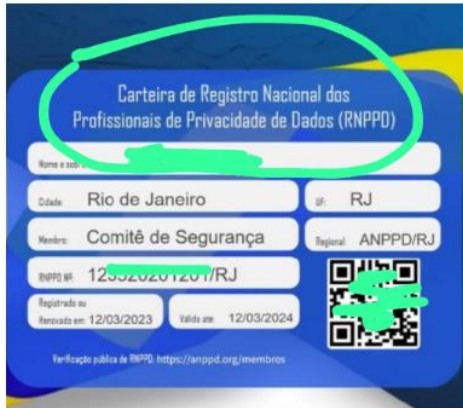 Carteira de Registro Nacional dos
Profissionais de Privacidade de Dados (RNPPD)
Nome e
Cidade: Rio de Janeiro
UF: RJ
Membro: Comitê de Segurança
Regional: ANPPD/RJ
RNPPD Nº: /RJ
Registrado ou
Renovado em: 12/03/2023
Válido até: 12/03/2024
Verificação pública de RNPPD: https://anppd.org/membros